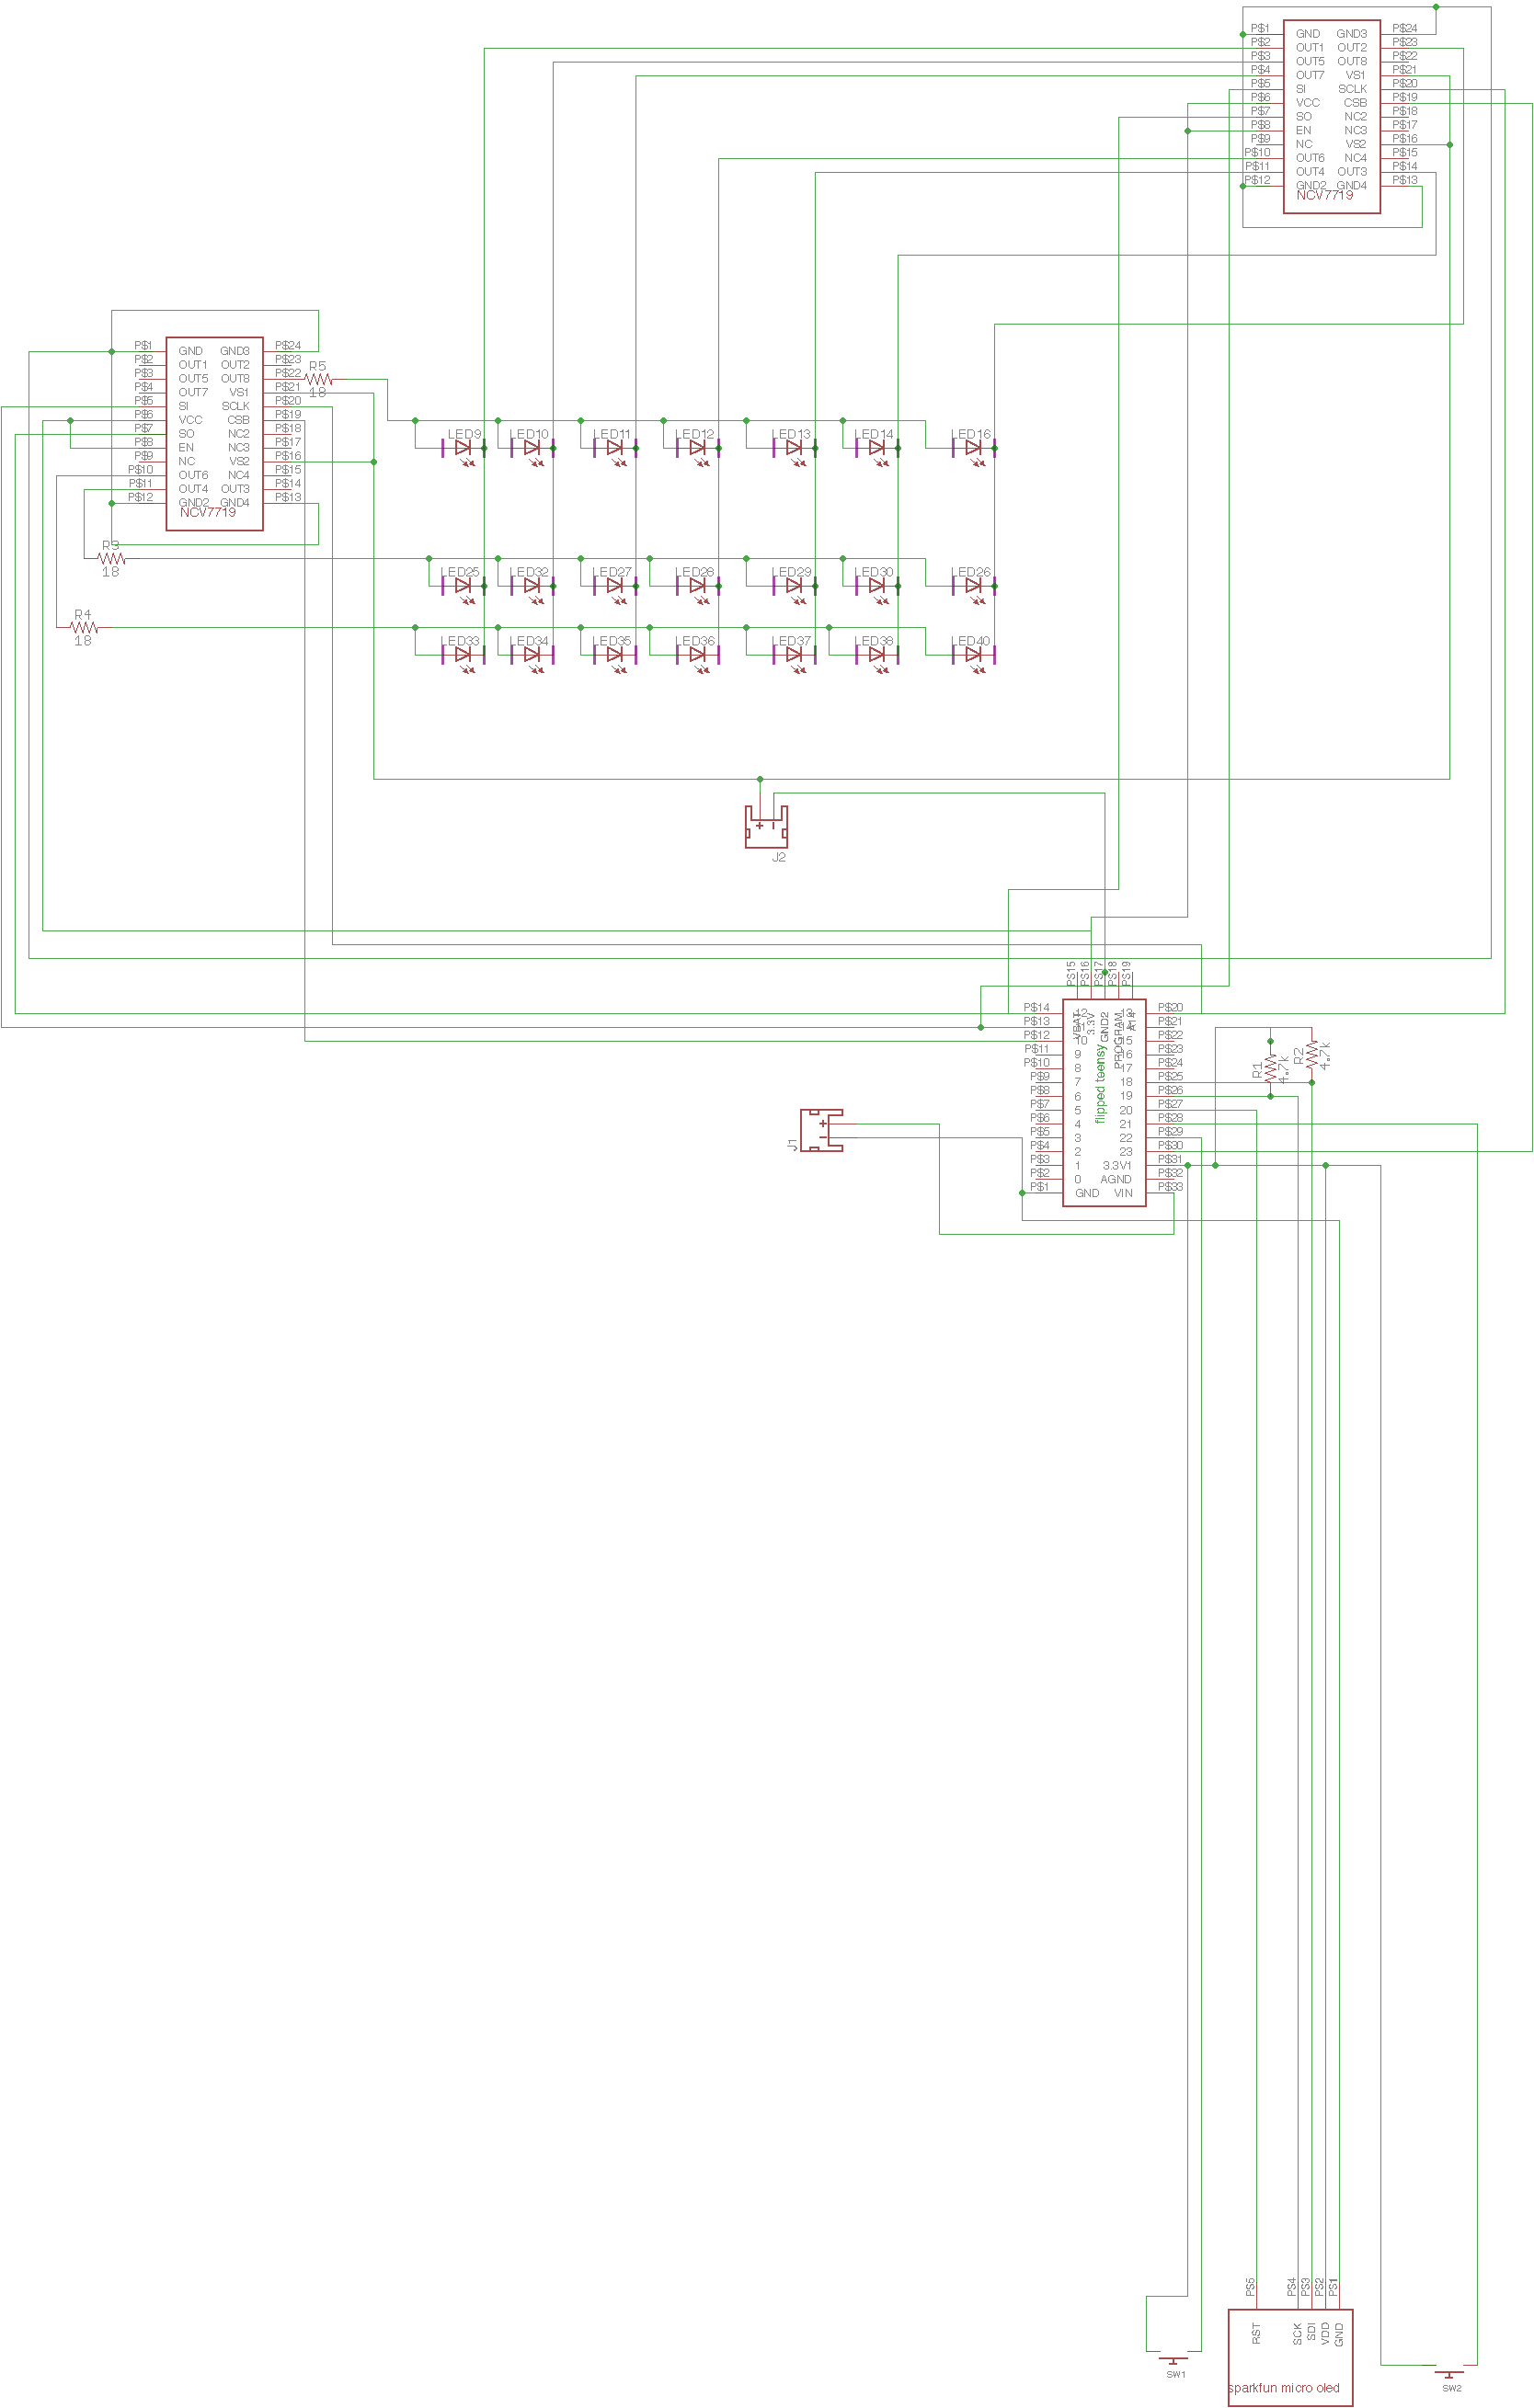 P$1 GND GND3 P$24
P$2 OUT1 OUT2 P$23
P$3 OUT5 OUT8 P$22
P$4 OUT7 VS1 P$21
P$5 SI SCLK P$20
P$6 VCC CSB P$19
P$7 SO NC2 P$18
P$8 EN NC3 P$17
P$9 NC VS2 P$16
P$10 OUT6 NC4 P$15
P$11 OUT4 OUT3 P$14
P$12 GND2 GND4 P$13
NCV7719
P$1 GND GND3 P$24
P$2 OUT1 OUT2 P$23
P$3 OUT5 OUT8 P$22
P$4 OUT7 VS1 P$21
P$5 SI SCLK P$20
P$6 VCC CSB P$19
P$7 SO NC2 P$18
P$8 EN NC3 P$17
P$9 NC VS2 P$16
P$10 OUT6 NC4 P$15
P$11 OUT4 OUT3 P$14
P$12 GND2 GND4 P$13
NCV7719
R5
18
LED9 LED10 LED11 LED12 LED13 LED14 LED16
R3
18
LED25 LED32 LED27 LED28 LED29 LED30 LED26
R4
18
LED33 LED34 LED35 LED36 LED37 LED38 LED40
+ -
J2
P$15 P$16 P$17 P$18 P$19
VBAT 3.3V GND2 PROGRAM A14
P$14 12 13 P$20
P$13 11 14 P$21
P$12 10 15 P$22
P$11 9 16 P$23
P$10 8 17 P$24
P$9 7 18 P$25
P$8 6 19 P$26
P$7 5 20 P$27
P$6 4 21 P$28
P$5 3 22 P$29
P$4 2 23 P$30
P$3 1 3.3V1 P$31
P$2 0 AGND P$32
P$1 GND VIN P$33
flipped teensy
R1
4.7k
R2
4.7k
+
-
J1
P$5 P$4 P$3 P$2 P$1
RST SCK SDI VDD GND
sparkfun micro oled
SW1
SW2